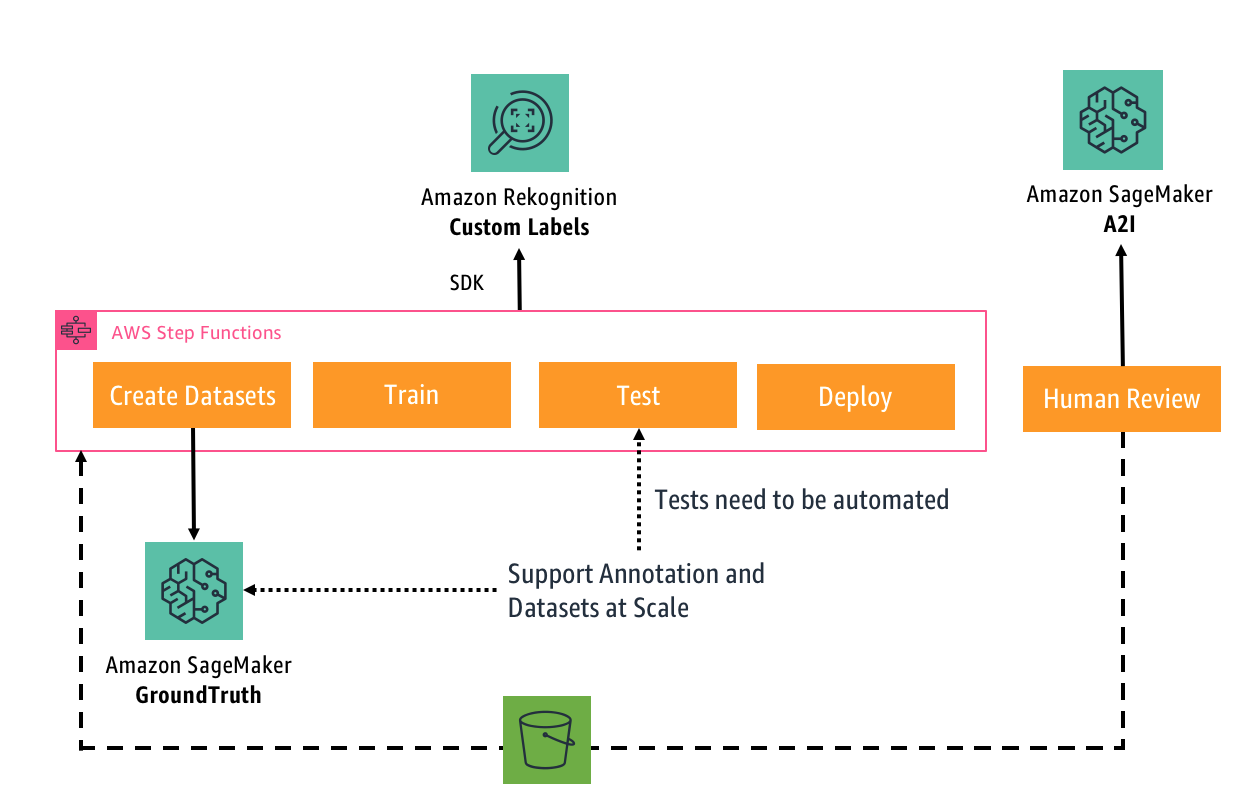 Amazon Rekognition
Custom Labels
Amazon SageMaker
A2I
SDK
AWS Step Functions
Create Datasets
Train
Test
Deploy
Human Review
Tests need to be automated
Support Annotation and
Datasets at Scale
Amazon SageMaker
GroundTruth